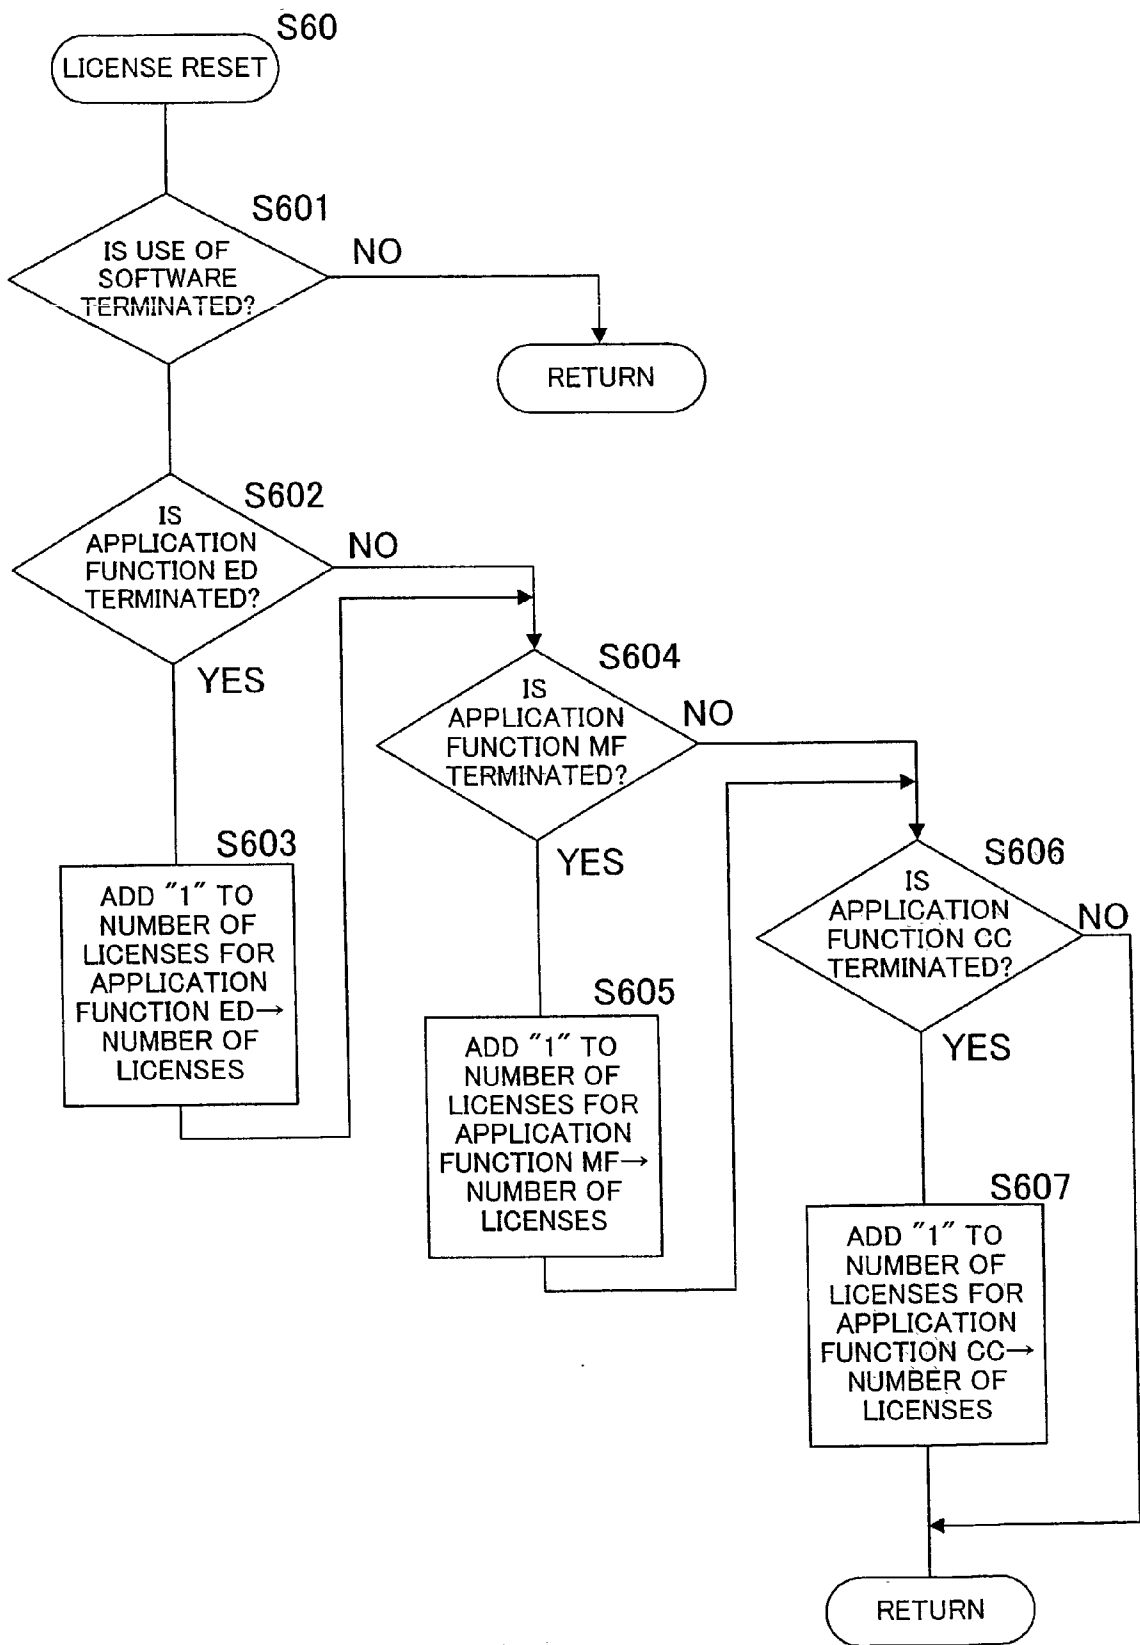 S60
LICENSE RESET
S601
IS USE OF
SOFTWARE
TERMINATED?
NO
RETURN
S602
IS
APPLICATION
FUNCTION ED
TERMINATED?
NO
YES
S604
IS
APPLICATION
FUNCTION MF
TERMINATED?
NO
YES
S603
ADD "1" TO
NUMBER OF
LICENSES FOR
APPLICATION
FUNCTION ED→
NUMBER OF
LICENSES
S606
IS
APPLICATION
FUNCTION CC
TERMINATED?
NO
YES
S605
ADD "1" TO
NUMBER OF
LICENSES FOR
APPLICATION
FUNCTION MF→
NUMBER OF
LICENSES
S607
ADD "1" TO
NUMBER OF
LICENSES FOR
APPLICATION
FUNCTION CC→
NUMBER OF
LICENSES
RETURN